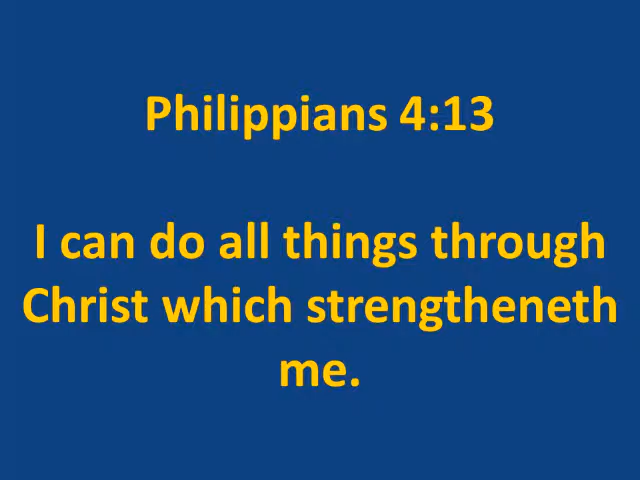 Philippians 4:13
I can do all things through
Christ which strengtheneth
me.